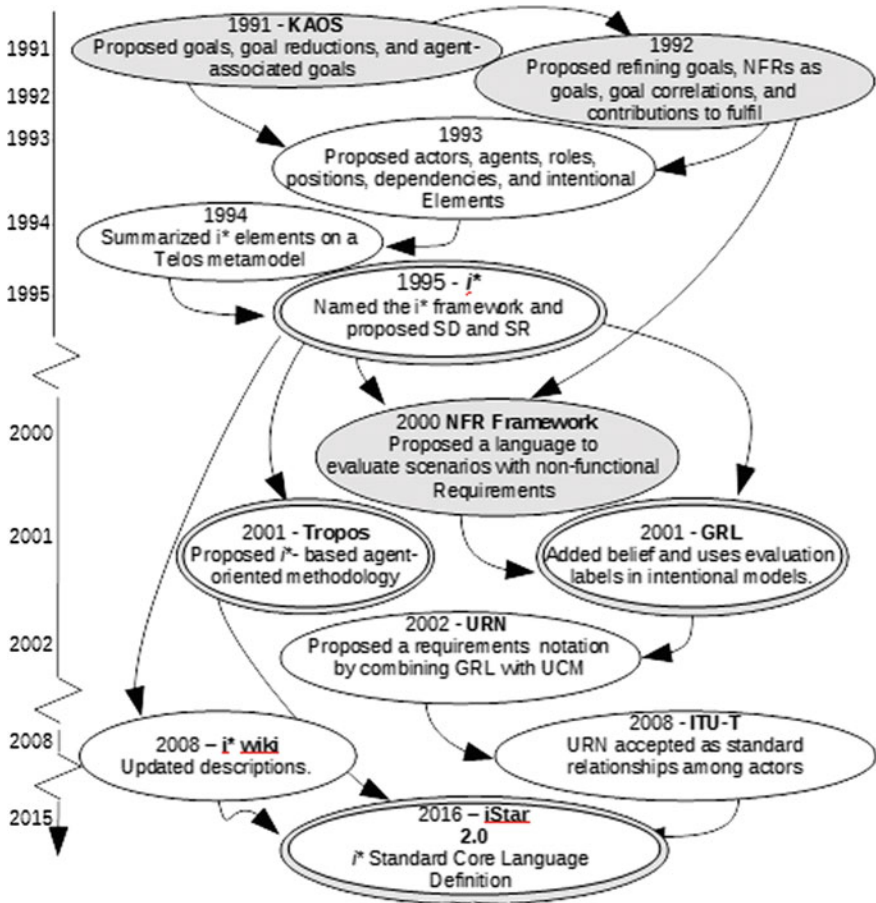 1991
1992
1993
1994
1995
2000
2001
2002
2008
2015
1991 - KAOS
Proposed goals, goal reductions, and agent-
associated goals
1992
Proposed refining goals, NFRs as
goals, goal correlations, and
contributions to fulfil
1993
Proposed actors, agents, roles,
positions, dependencies, and intentional
Elements
1994
Summarized i* elements on a
Telos metamodel
1995 - i*
Named the i* framework and
proposed SD and SR
2000 NFR Framework
Proposed a language to
evaluate scenarios with non-functional
Requirements
2001 - Tropos
Proposed i*- based agent-
oriented methodology
2001 - GRL
Added belief and uses evaluation
labels in intentional models.
2002 - URN
Proposed a requirements notation
by combining GRL with UCM
2008 – i* wiki
Updated descriptions.
2008 - ITU-T
URN accepted as standard
relationships among actors
2016 – iStar
2.0
i* Standard Core Language
Definition